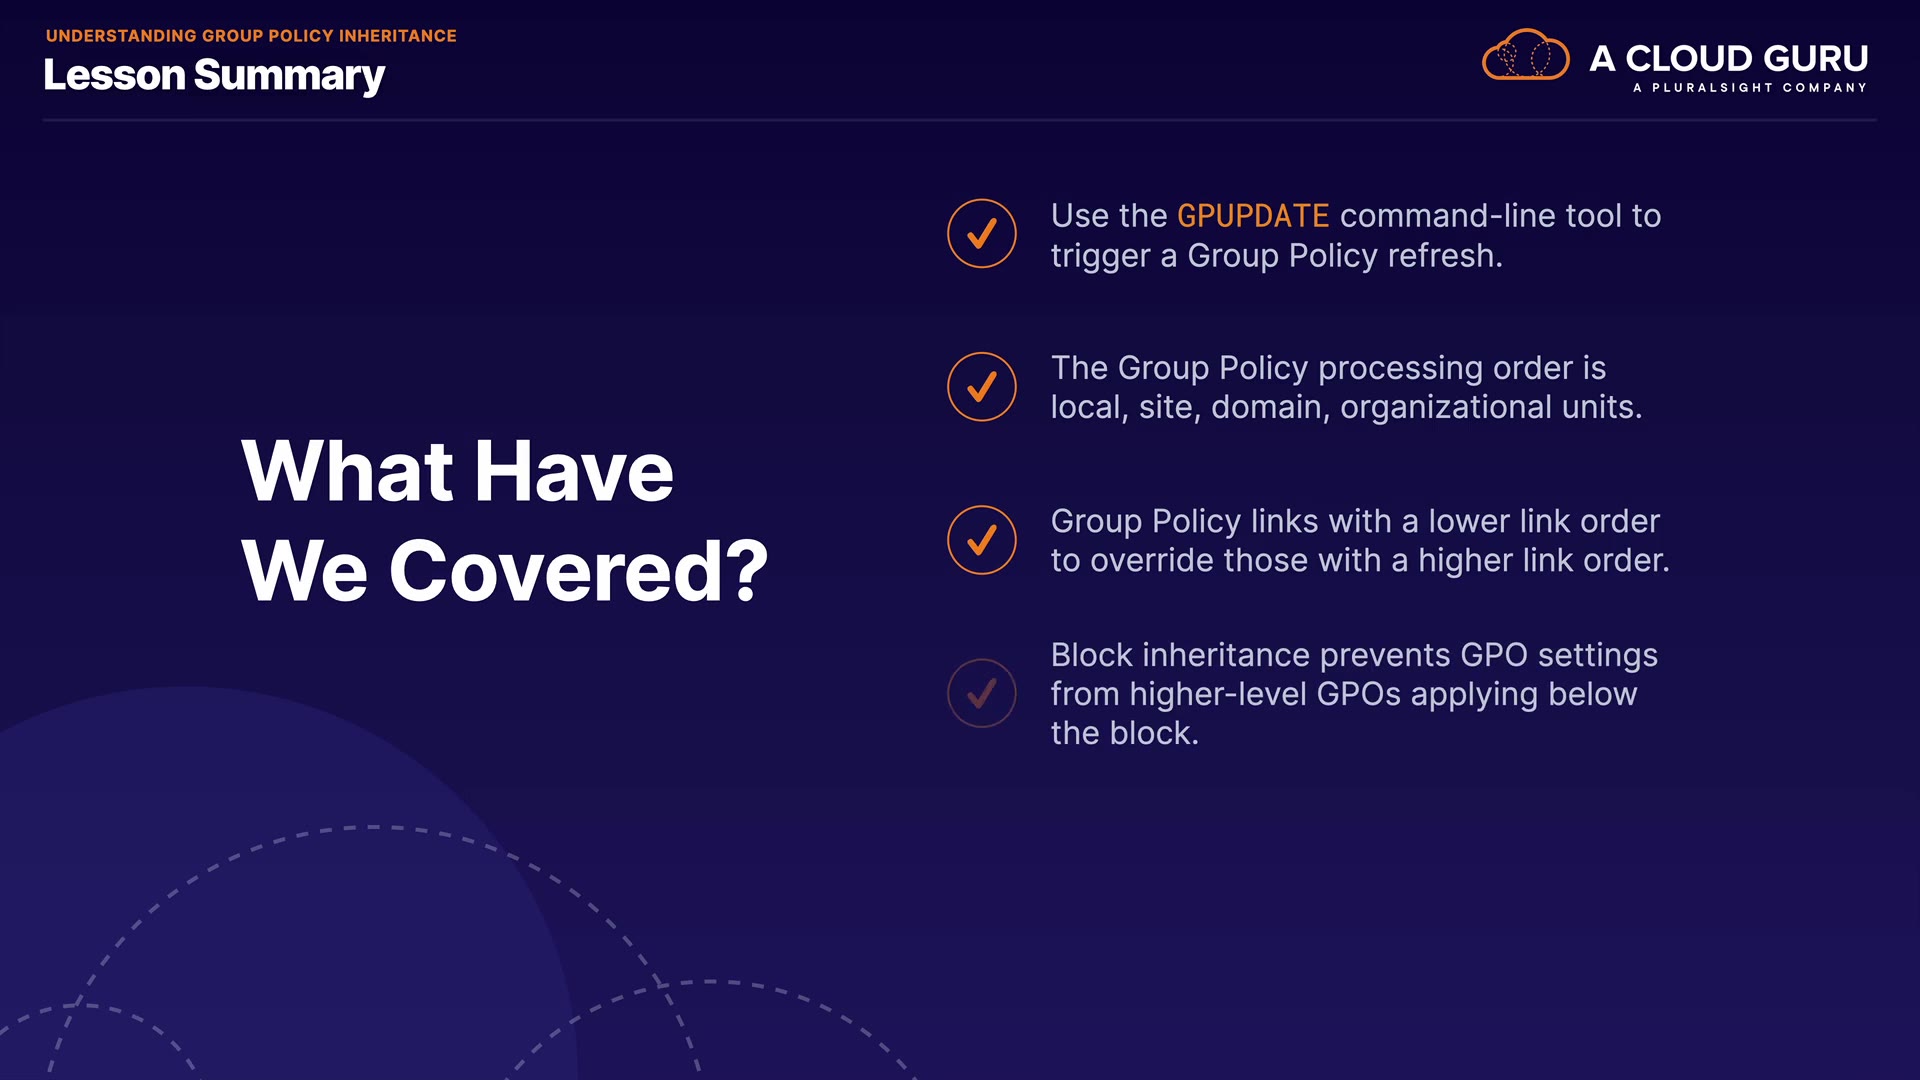 UNDERSTANDING GROUP POLICY INHERITANCE
Lesson Summary
A CLOUD GURU
A PLURALSIGHT COMPANY
What Have
We Covered?
Use the GPUPDATE command-line tool to
trigger a Group Policy refresh.
The Group Policy processing order is
local, site, domain, organizational units.
Group Policy links with a lower link order
to override those with a higher link order.
Block inheritance prevents GPO settings
from higher-level GPOs applying below
the block.